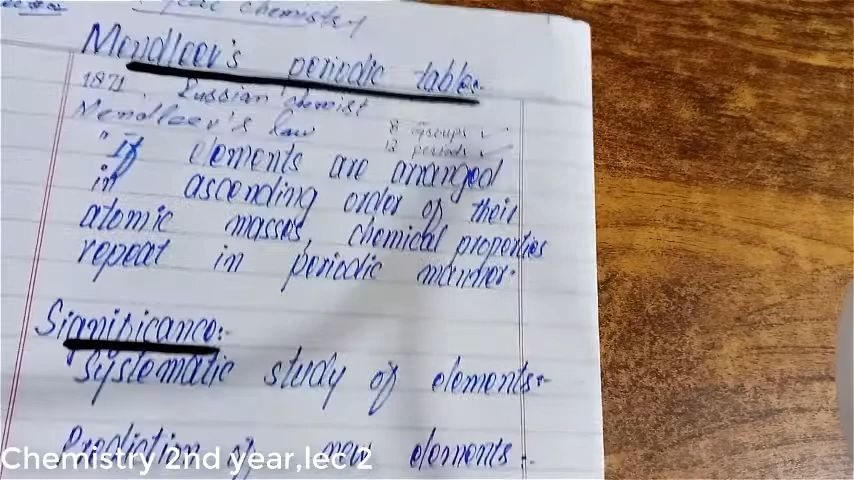 year chemistry
Mendleev's periodic table:-
1871. Russian chemist
Mendleev's law
8 groups ✓
12 periods ✓
"If elements are arranged
in ascending order of their
atomic masses, chemical properties
repeat in periodic manner.
Significance:-
Systematic study of elements:-
Prediction of new elements:-
Chemistry 2nd year,lec 2